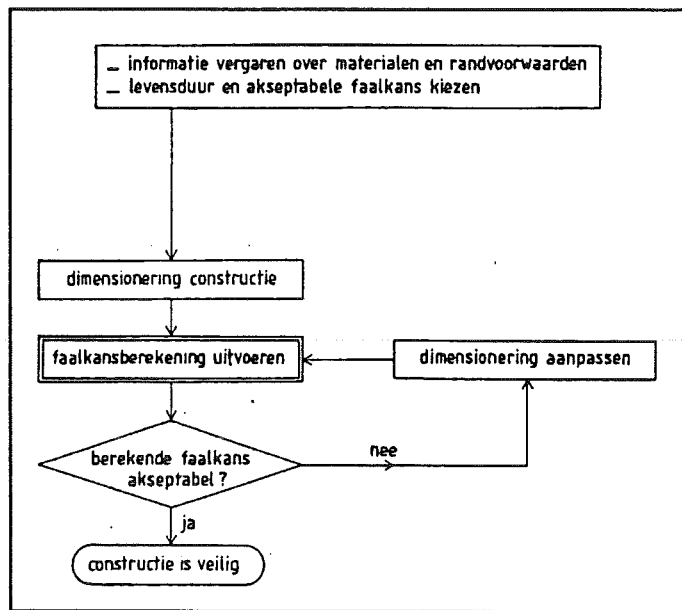 – informatie vergaren over materialen en randvoorwaarden
– levensduur en akseptabele faalkans kiezen
dimensionering constructie
faalkansberekening uitvoeren
dimensionering aanpassen
berekende faalkans
akseptabel ?
nee
ja
constructie is veilig